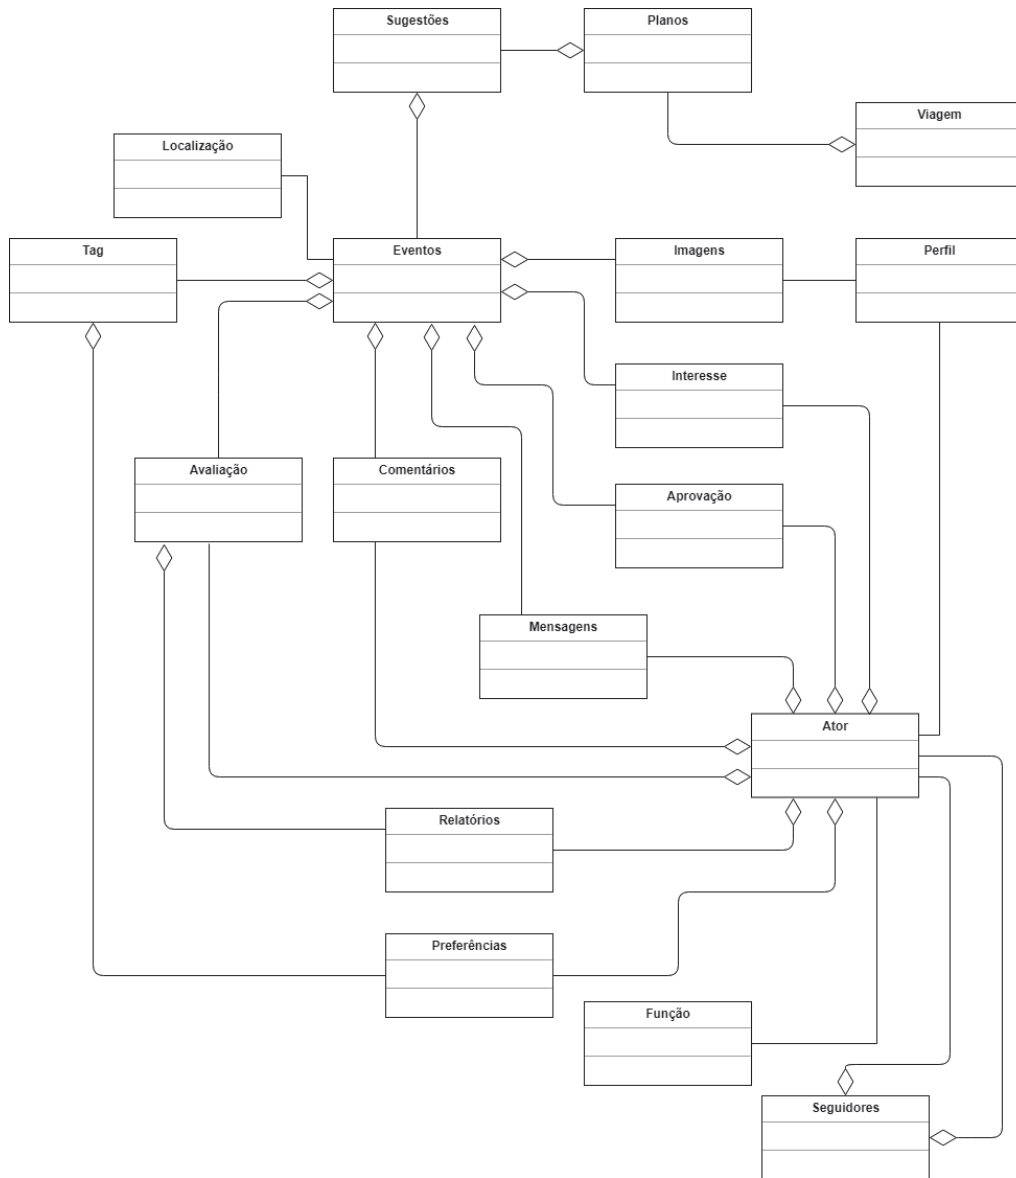 Sugestões
Planos
Viagem
Localização
Tag
Eventos
Imagens
Perfil
Interesse
Avaliação
Comentários
Aprovação
Mensagens
Ator
Relatórios
Preferências
Função
Seguidores